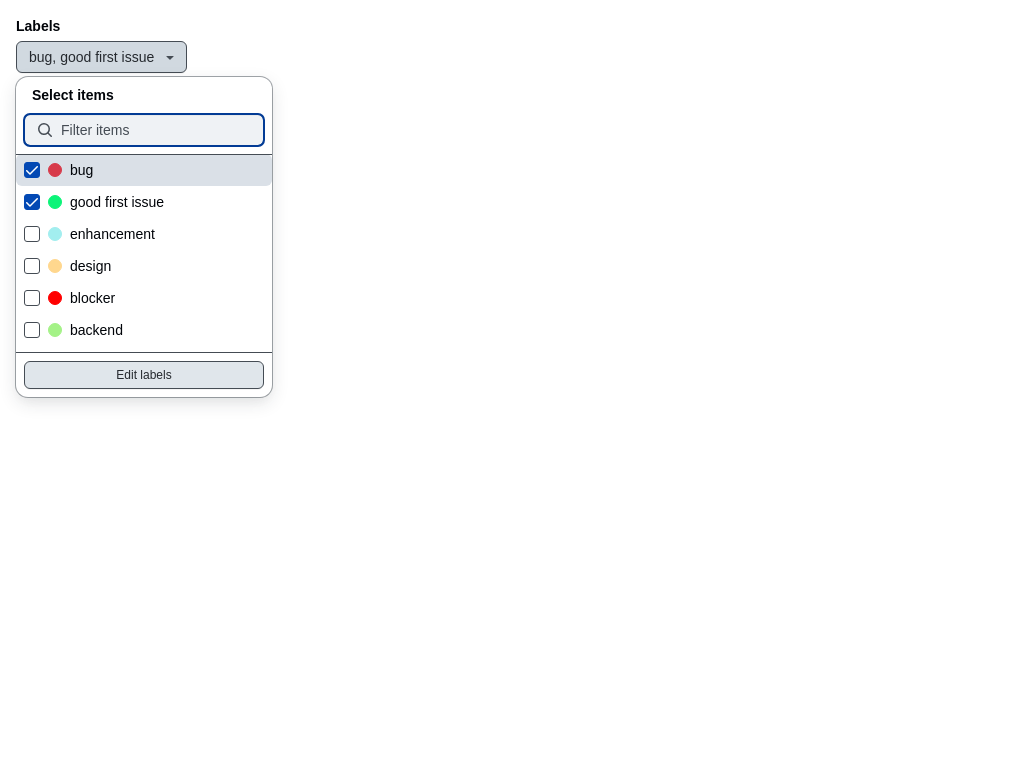 Labels
bug, good first issue
Select items
Filter items
bug
good first issue
enhancement
design
blocker
backend
Edit labels